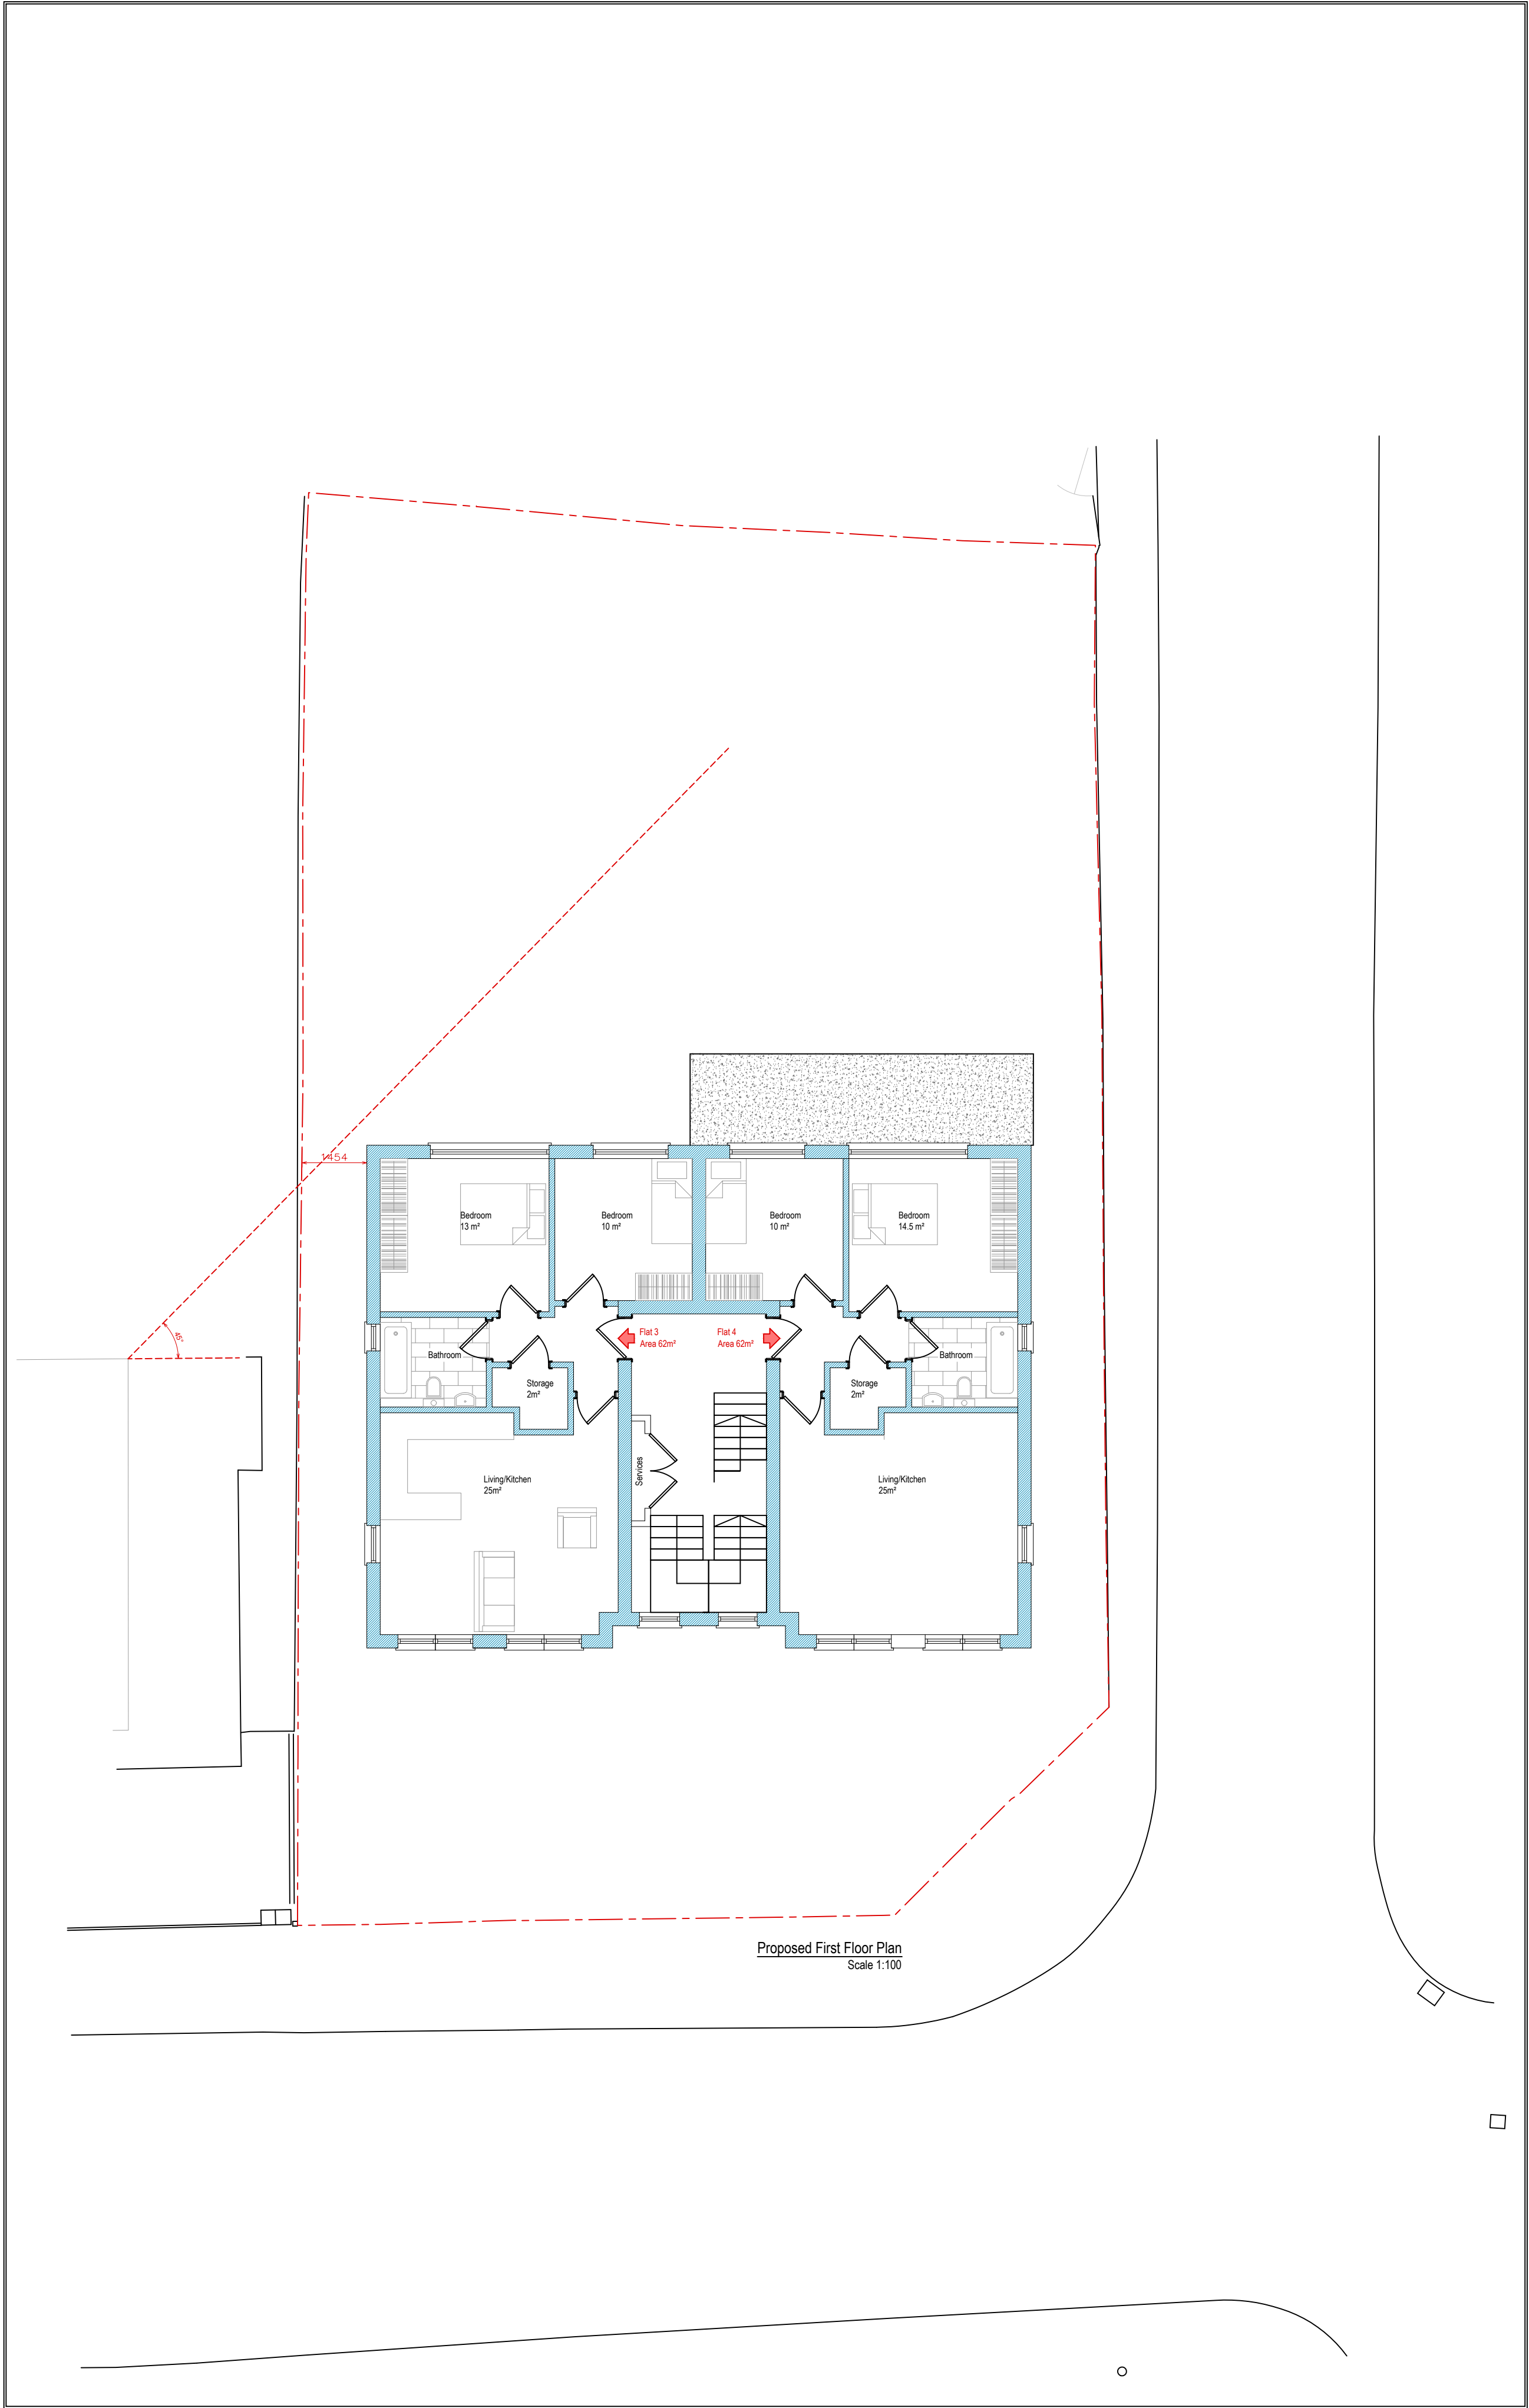 1454
Bedroom
13 m²
Bedroom
10 m²
Bedroom
10 m²
Bedroom
14.5 m²
45°
Flat 3
Area 62m²
Flat 4
Area 62m²
Bathroom
Bathroom
Storage
2m²
Storage
2m²
Services
Living/Kitchen
25m²
Living/Kitchen
25m²
Proposed First Floor Plan
Scale 1:100